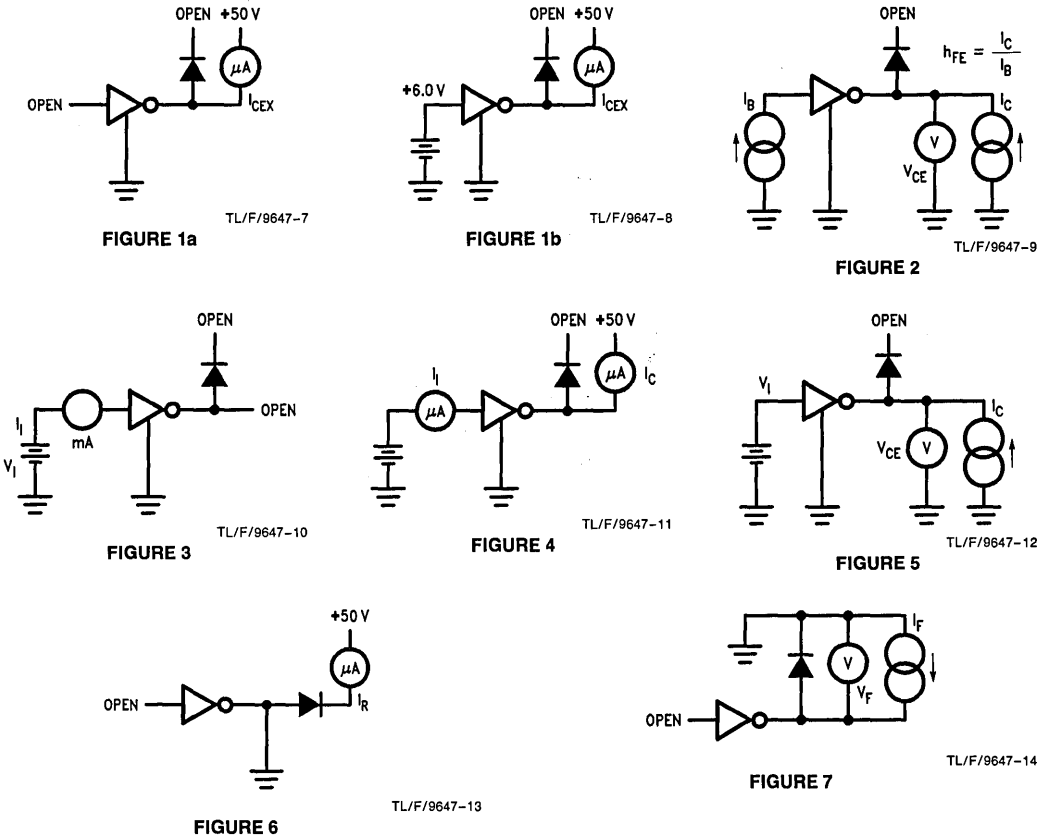 OPEN +50 V
μA
OPEN
I_CEX
TL/F/9647-7
FIGURE 1a
OPEN +50 V
μA
+6.0 V
I_CEX
TL/F/9647-8
FIGURE 1b
OPEN
h_FE = I_C / I_B
I_B
I_C
V
V_CE
TL/F/9647-9
FIGURE 2
OPEN
I_I
mA
V_I
OPEN
TL/F/9647-10
FIGURE 3
OPEN +50 V
μA
I_C
I_I
μA
TL/F/9647-11
FIGURE 4
OPEN
V_I
I_C
V_CE
V
TL/F/9647-12
FIGURE 5
+50 V
μA
OPEN
I_R
TL/F/9647-13
FIGURE 6
I_F
V
V_F
OPEN
TL/F/9647-14
FIGURE 7